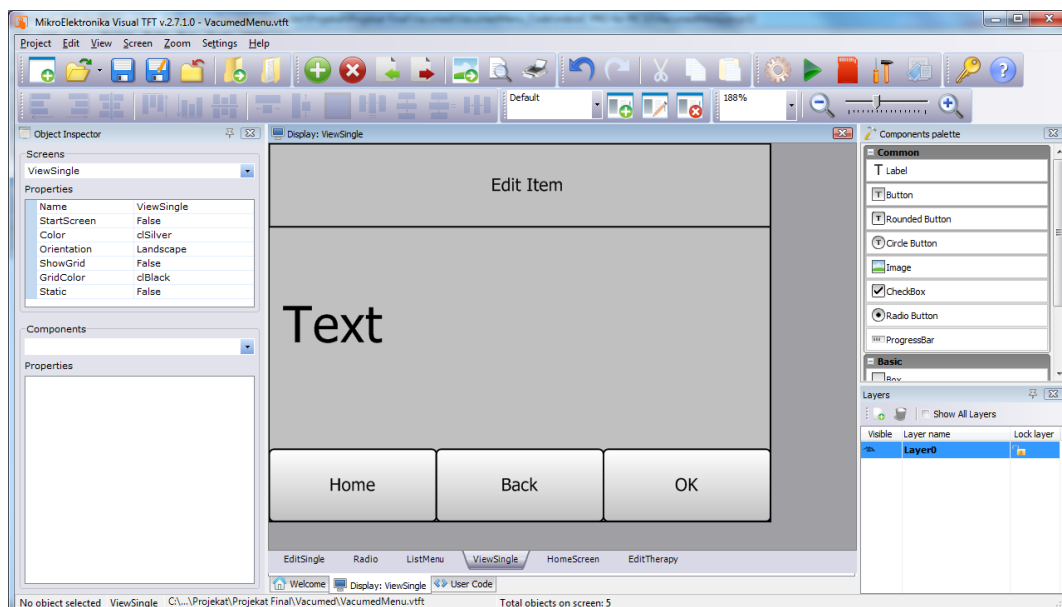 MikroElektronika Visual TFT v.2.7.1.0 - VacumedMenu.vtft
Project Edit View Screen Zoom Settings Help
Default 188%
Object Inspector
Screens
ViewSingle
Properties
Name ViewSingle
StartScreen False
Color clSilver
Orientation Landscape
ShowGrid False
GridColor clBlack
Static False
Components
Properties
Display: ViewSingle
Edit Item
Text
Home Back OK
EditSingle Radio ListMenu ViewSingle HomeScreen EditTherapy
Welcome Display: ViewSingle User Code
Components palette
Common
Label
Button
Rounded Button
Circle Button
Image
CheckBox
Radio Button
ProgressBar
Basic
Box
Layers
Show All Layers
Visible Layer name Lock layer
Layer0
No object selected ViewSingle C:\...\Projekat\Projekat Final\Vacumed\VacumedMenu.vtft Total objects on screen: 5